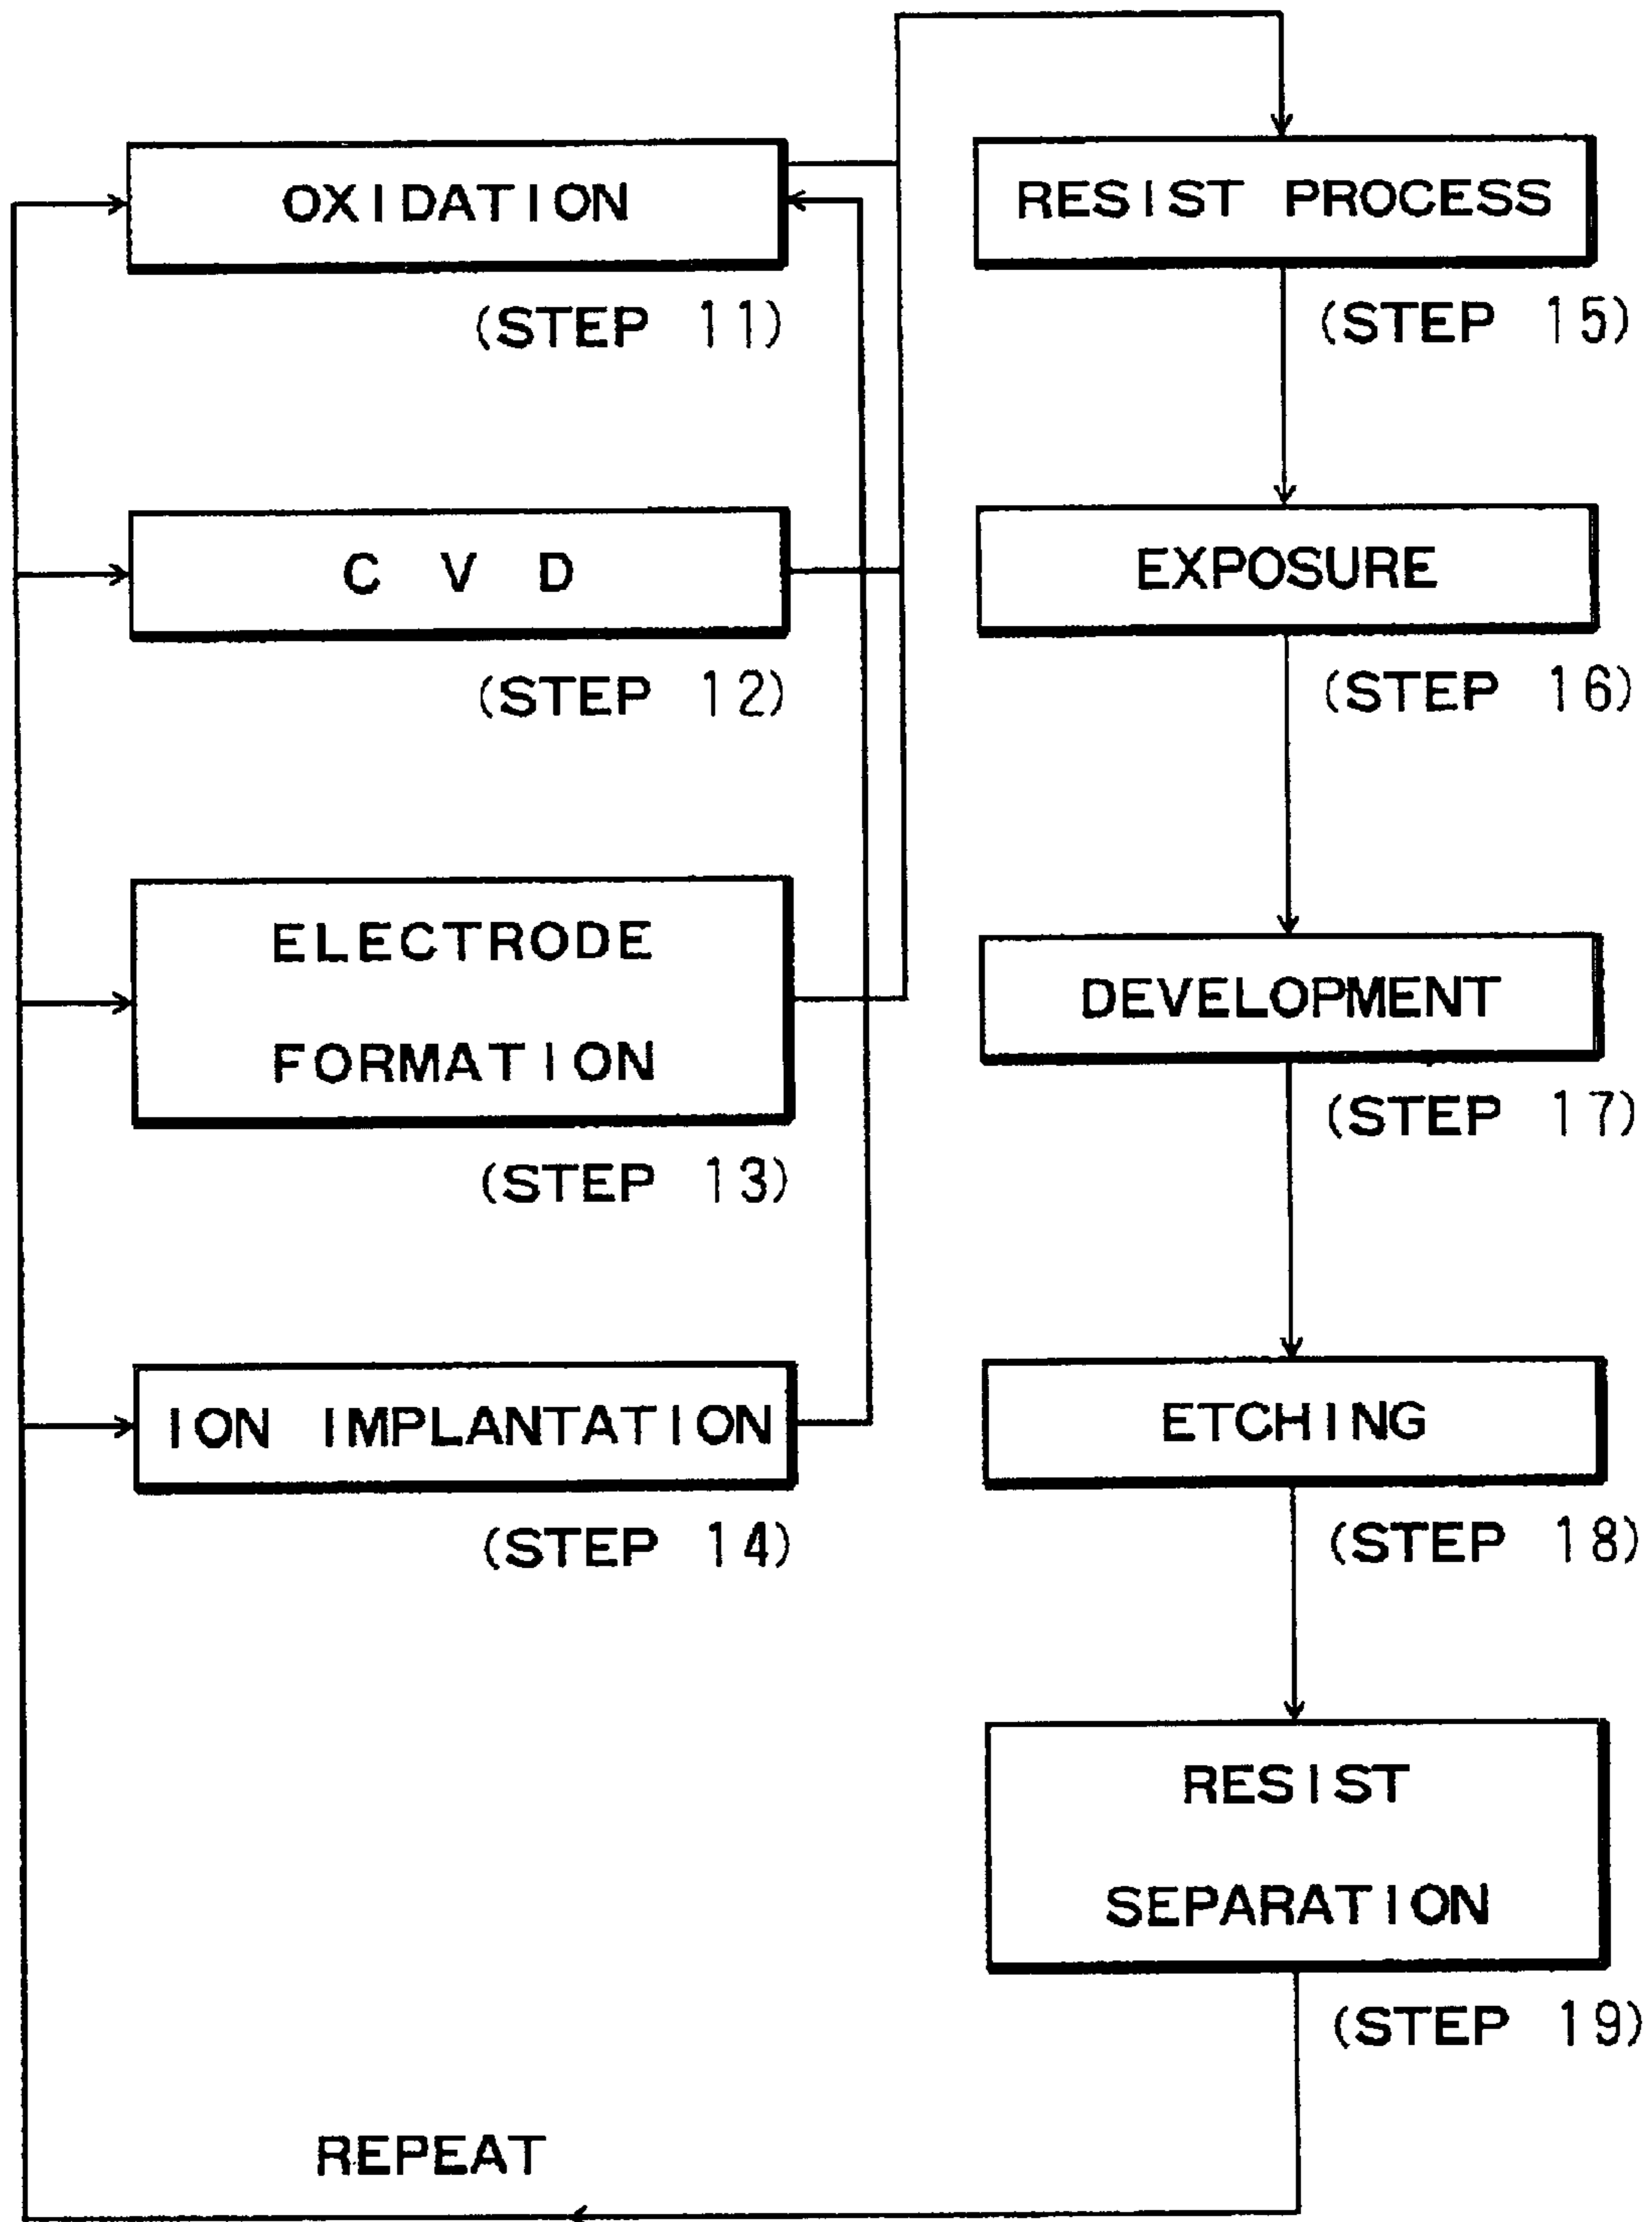 OXIDATION
(STEP 11)
C V D
(STEP 12)
ELECTRODE
FORMATION
(STEP 13)
ION IMPLANTATION
(STEP 14)
RESIST PROCESS
(STEP 15)
EXPOSURE
(STEP 16)
DEVELOPMENT
(STEP 17)
ETCHING
(STEP 18)
RESIST
SEPARATION
(STEP 19)
REPEAT